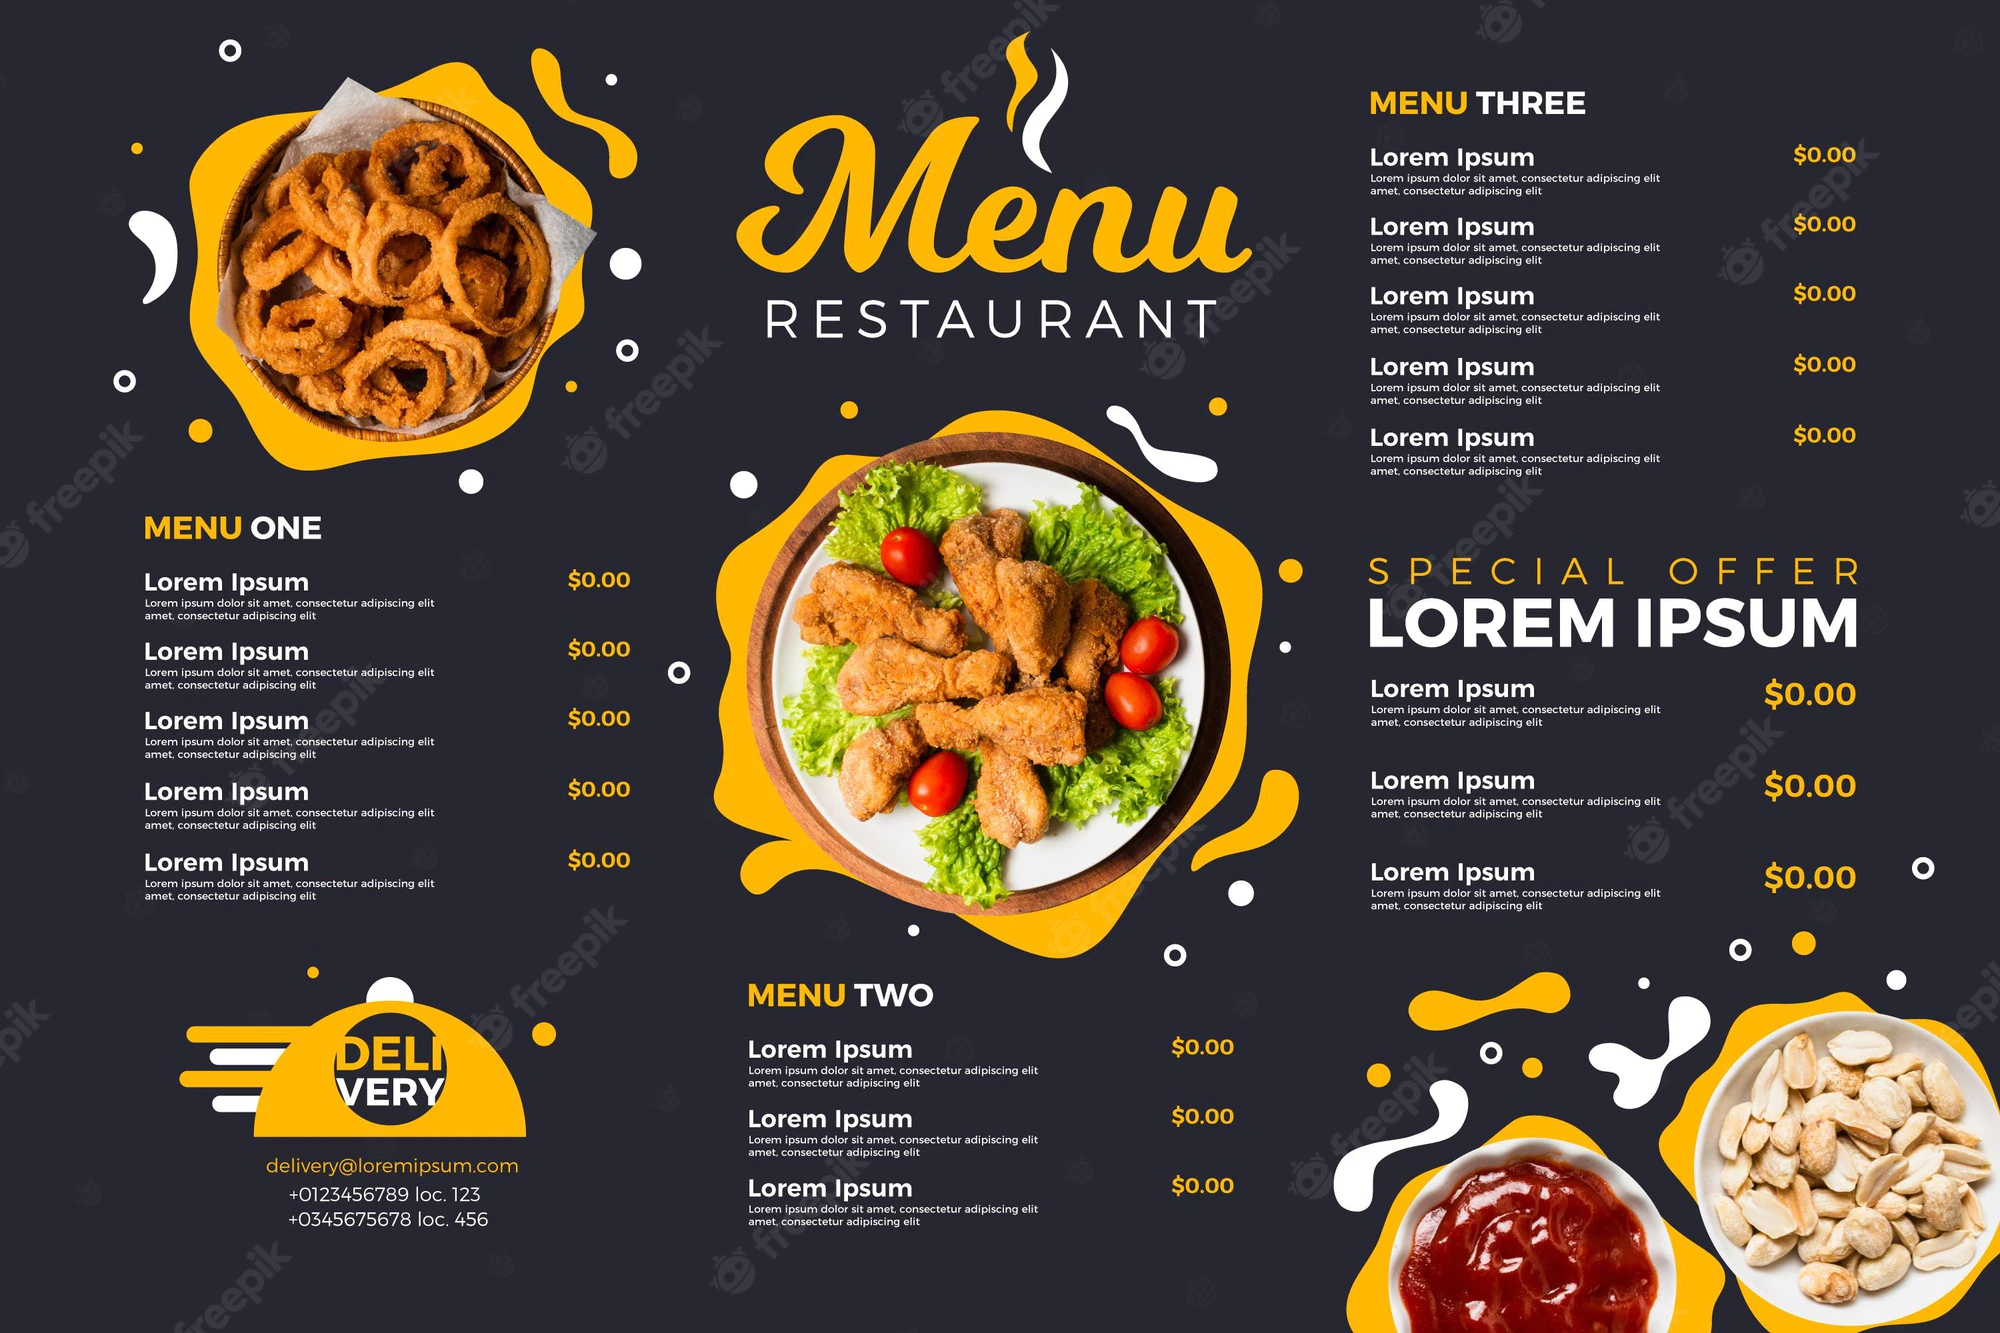 Menu
RESTAURANT
MENU ONE
Lorem Ipsum $0.00
Lorem ipsum dolor sit amet, consectetur adipiscing elit
amet, consectetur adipiscing elit
Lorem Ipsum $0.00
Lorem ipsum dolor sit amet, consectetur adipiscing elit
amet, consectetur adipiscing elit
Lorem Ipsum $0.00
Lorem ipsum dolor sit amet, consectetur adipiscing elit
amet, consectetur adipiscing elit
Lorem Ipsum $0.00
Lorem ipsum dolor sit amet, consectetur adipiscing elit
amet, consectetur adipiscing elit
Lorem Ipsum $0.00
Lorem ipsum dolor sit amet, consectetur adipiscing elit
amet, consectetur adipiscing elit
DELI
VERY
delivery@loremipsum.com
+0123456789 loc. 123
+0345675678 loc. 456
MENU TWO
Lorem Ipsum $0.00
Lorem ipsum dolor sit amet, consectetur adipiscing elit
amet, consectetur adipiscing elit
Lorem Ipsum $0.00
Lorem ipsum dolor sit amet, consectetur adipiscing elit
amet, consectetur adipiscing elit
Lorem Ipsum $0.00
Lorem ipsum dolor sit amet, consectetur adipiscing elit
amet, consectetur adipiscing elit
MENU THREE
Lorem Ipsum $0.00
Lorem ipsum dolor sit amet, consectetur adipiscing elit
amet, consectetur adipiscing elit
Lorem Ipsum $0.00
Lorem ipsum dolor sit amet, consectetur adipiscing elit
amet, consectetur adipiscing elit
Lorem Ipsum $0.00
Lorem ipsum dolor sit amet, consectetur adipiscing elit
amet, consectetur adipiscing elit
Lorem Ipsum $0.00
Lorem ipsum dolor sit amet, consectetur adipiscing elit
amet, consectetur adipiscing elit
Lorem Ipsum $0.00
Lorem ipsum dolor sit amet, consectetur adipiscing elit
amet, consectetur adipiscing elit
SPECIAL OFFER
LOREM IPSUM
Lorem Ipsum $0.00
Lorem ipsum dolor sit amet, consectetur adipiscing elit
amet, consectetur adipiscing elit
Lorem Ipsum $0.00
Lorem ipsum dolor sit amet, consectetur adipiscing elit
amet, consectetur adipiscing elit
Lorem Ipsum $0.00
Lorem ipsum dolor sit amet, consectetur adipiscing elit
amet, consectetur adipiscing elit
freepik